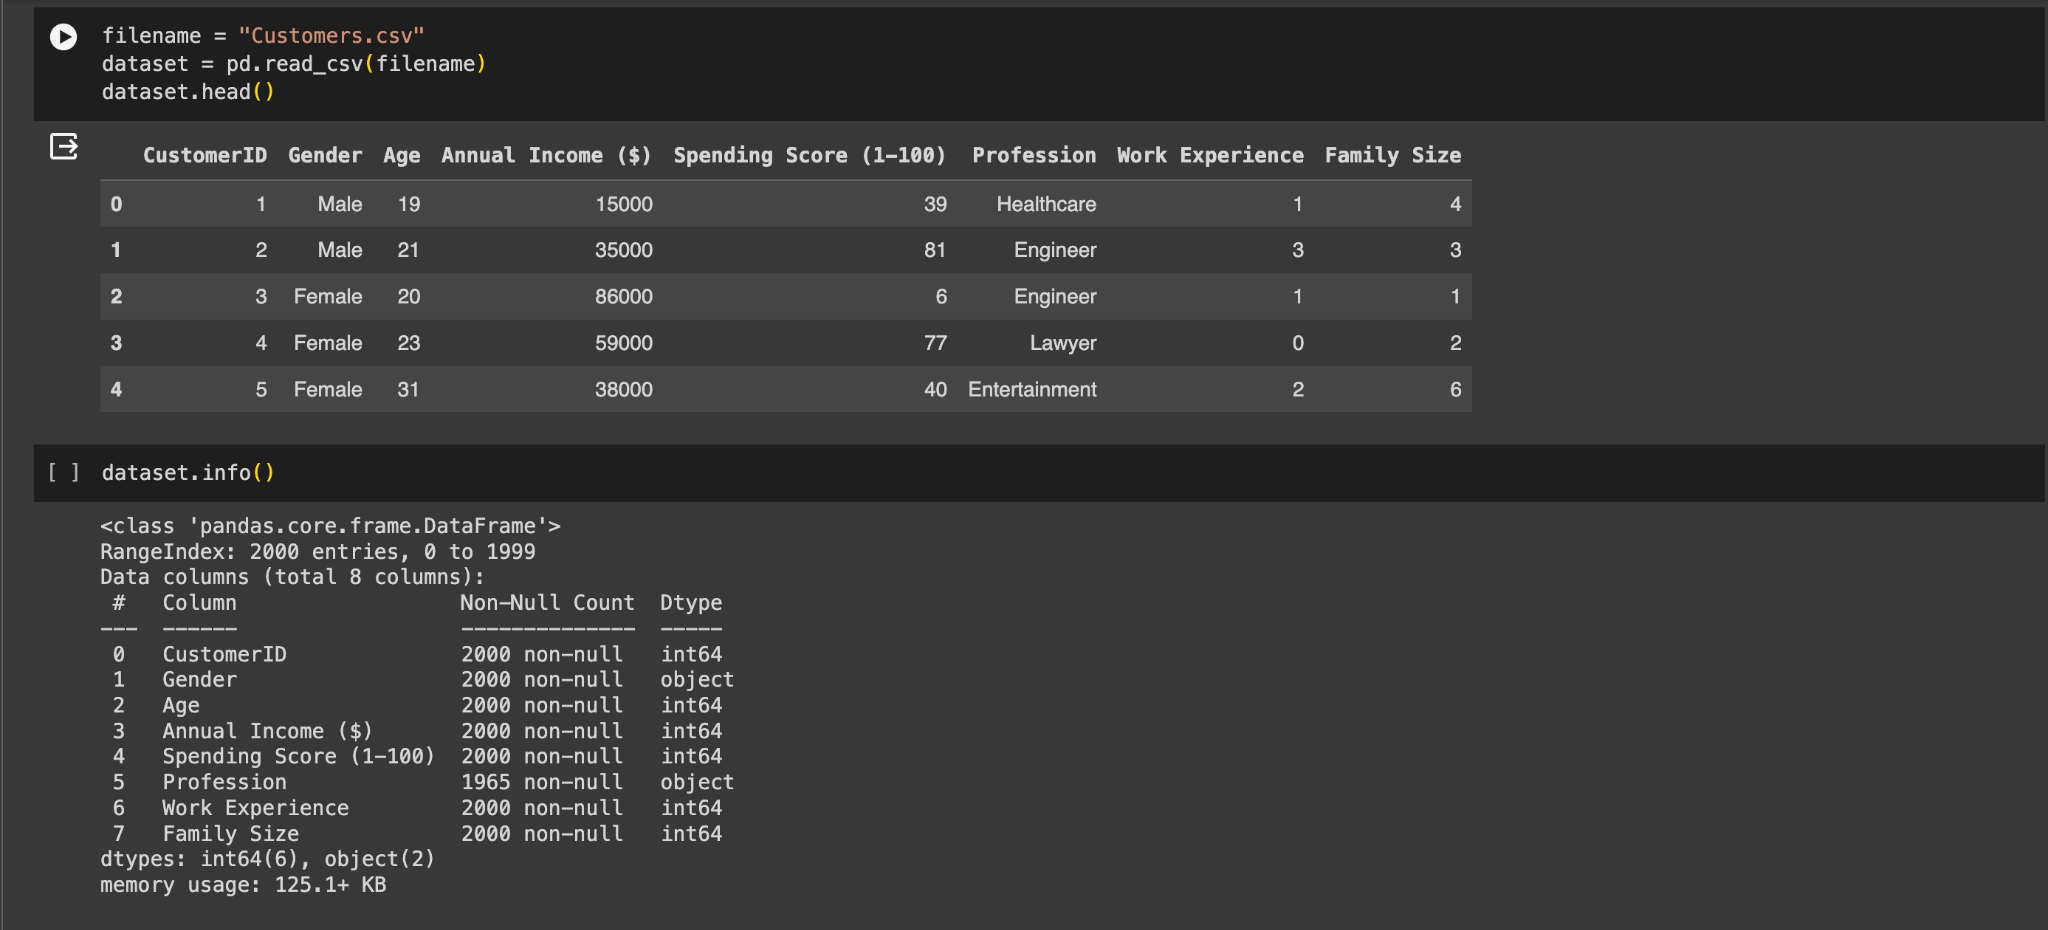 filename = "Customers.csv"
dataset = pd.read_csv(filename)
dataset.head()
CustomerID Gender Age Annual Income ($) Spending Score (1-100) Profession Work Experience Family Size
0 1 Male 19 15000 39 Healthcare 1 4
1 2 Male 21 35000 81 Engineer 3 3
2 3 Female 20 86000 6 Engineer 1 1
3 4 Female 23 59000 77 Lawyer 0 2
4 5 Female 31 38000 40 Entertainment 2 6
[ ] dataset.info()
<class 'pandas.core.frame.DataFrame'>
RangeIndex: 2000 entries, 0 to 1999
Data columns (total 8 columns):
 #   Column                  Non-Null Count  Dtype
---  ------                  --------------  -----
 0   CustomerID              2000 non-null   int64
 1   Gender                  2000 non-null   object
 2   Age                     2000 non-null   int64
 3   Annual Income ($)       2000 non-null   int64
 4   Spending Score (1-100)  2000 non-null   int64
 5   Profession              1965 non-null   object
 6   Work Experience         2000 non-null   int64
 7   Family Size             2000 non-null   int64
dtypes: int64(6), object(2)
memory usage: 125.1+ KB